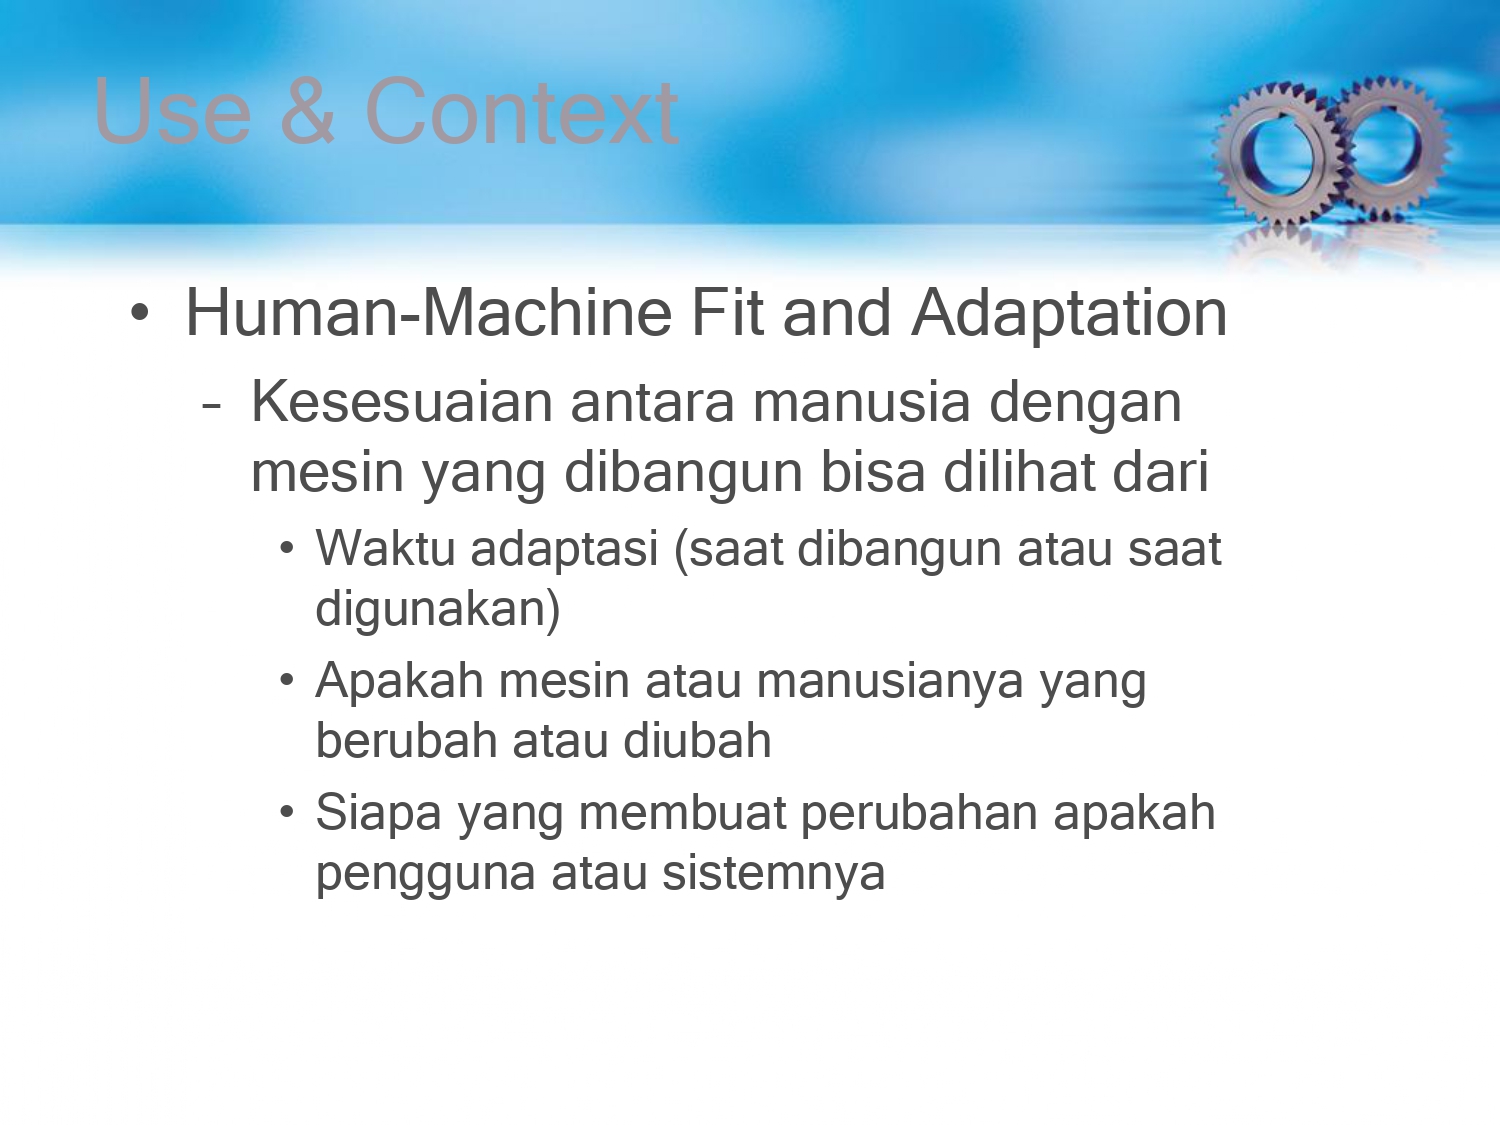 Use & Context
• Human-Machine Fit and Adaptation
– Kesesuaian antara manusia dengan
mesin yang dibangun bisa dilihat dari
• Waktu adaptasi (saat dibangun atau saat
digunakan)
• Apakah mesin atau manusianya yang
berubah atau diubah
• Siapa yang membuat perubahan apakah
pengguna atau sistemnya